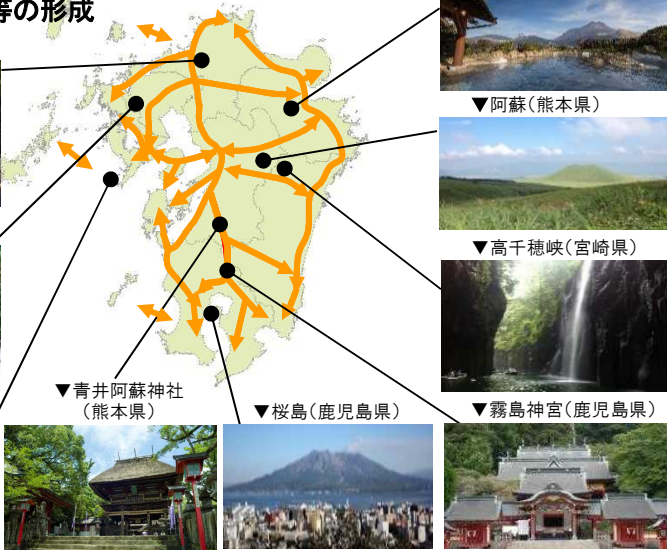 等の形成
▼阿蘇(熊本県)
▼高千穂峡(宮崎県)
▼青井阿蘇神社
(熊本県)
▼桜島(鹿児島県)
▼霧島神宮(鹿児島県)